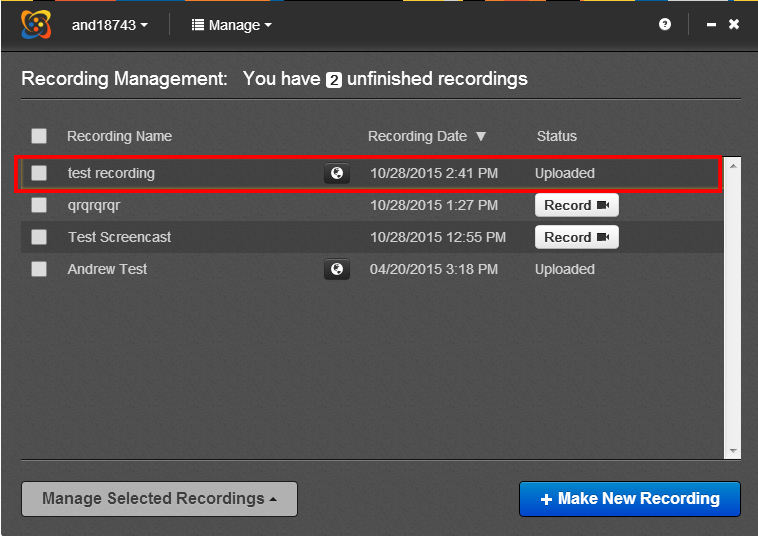 and18743 Manage ?
Recording Management: You have 2 unfinished recordings
Recording Name Recording Date Status
test recording 10/28/2015 2:41 PM Uploaded
qrqrqrqr 10/28/2015 1:27 PM Record
Test Screencast 10/28/2015 12:55 PM Record
Andrew Test 04/20/2015 3:18 PM Uploaded
Manage Selected Recordings + Make New Recording